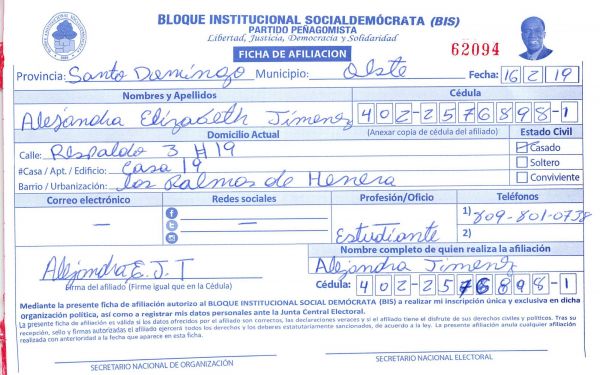 BLOQUE INSTITUCIONAL SOCIALDEMÓCRATA (BIS)
PARTIDO PEÑAGOMISTA
Libertad, Justicia, Democracia y Solidaridad
FICHA DE AFILIACION
62094
Provincia: Santo Domingo Municipio: Oeste Fecha: 16 2 19
Nombres y Apellidos Cédula
Alejandra Elizabeth Jimenez 402-2576898-1
(Anexar copia de cédula del afiliado)
Domicilio Actual Estado Civil
Calle: Respaldo 3 # 19 Casado
#Casa / Apt. / Edificio: Casa 19 Soltero
Barrio / Urbanización: los Palmas de Herrera Conviviente
Correo electrónico Redes sociales Profesión/Oficio Teléfonos
— — Estudiante 1) 809-801-0738
2)
Nombre completo de quien realiza la afiliación
Alejandra E. J. T Alejandra Jimenez
Firma del afiliado (Firme igual que en la Cédula) Cédula: 402-2576898-1
Mediante la presente ficha de afiliación autorizo al BLOQUE INSTITUCIONAL SOCIAL DEMÓCRATA (BIS) a realizar mi inscripción única y exclusiva en dicha
organización política, así como a registrar mis datos personales ante la Junta Central Electoral.
La presente ficha de afiliación es válida si los datos ofrecidos por el afiliado son correctos, las declaraciones veraces y si el afiliado tiene el disfrute de sus derechos civiles y políticos. Tras su
recepción, sello y firmas autorizadas el afiliado ejercerá todos los derechos y los deberes estatutariamente sancionados, de acuerdo a la ley. La presente afiliación anula cualquier afiliación
realizada con anterioridad a la fecha que aparece en esta ficha.
SECRETARIO NACIONAL DE ORGANIZACIÓN SECRETARIO NACIONAL ELECTORAL